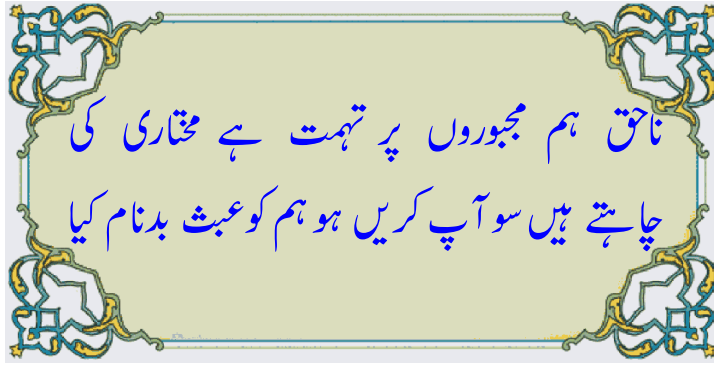 ناحق ہم مجبوروں پر تہمت ہے مختاری کی
چاہتے ہیں سو آپ کریں ہو ہم کو عبث بدنام کیا